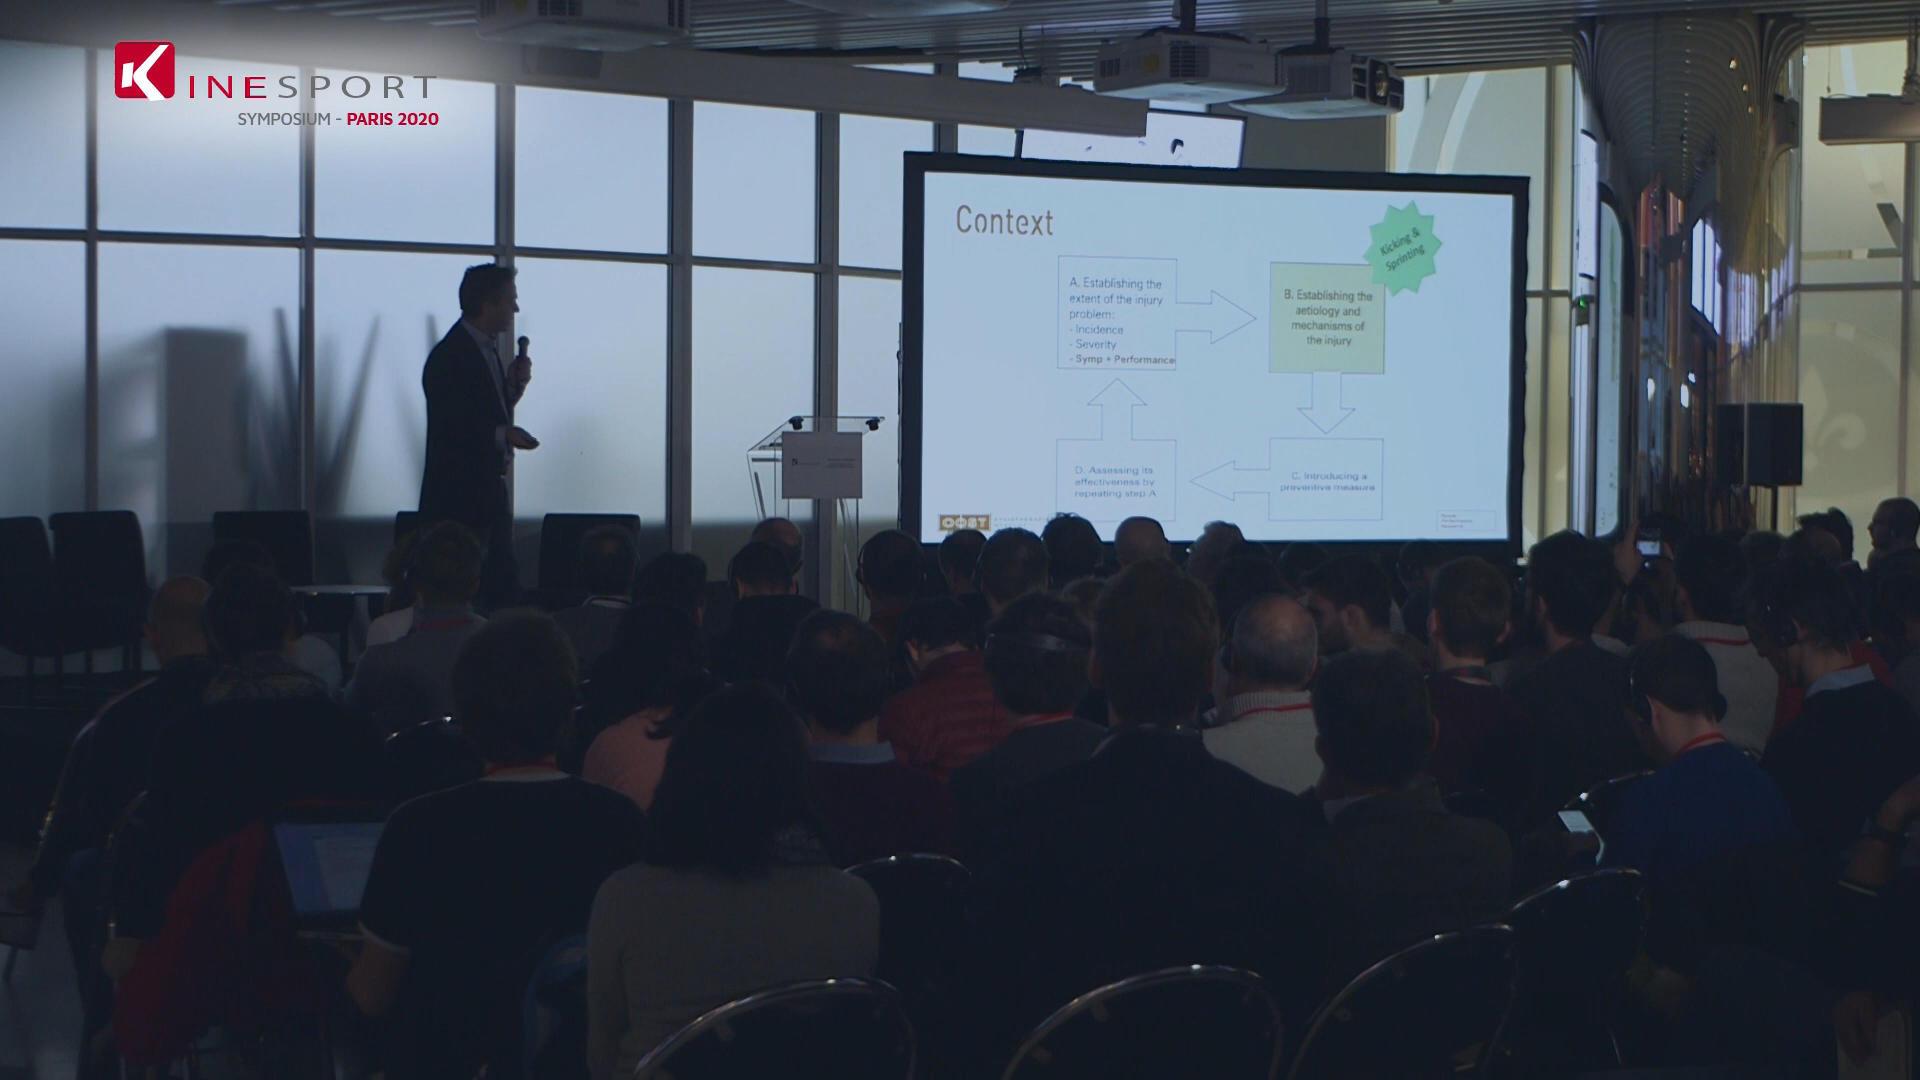 KINESPORT
SYMPOSIUM - PARIS 2020
Context
Kicking &
Sprinting
A. Establishing the
extent of the injury
problem:
- Incidence
- Severity
- Symp + Performance
B. Establishing the
aetiology and
mechanisms of
the injury
D. Assessing its
effectiveness by
repeating step A
C. Introducing a
preventive measure